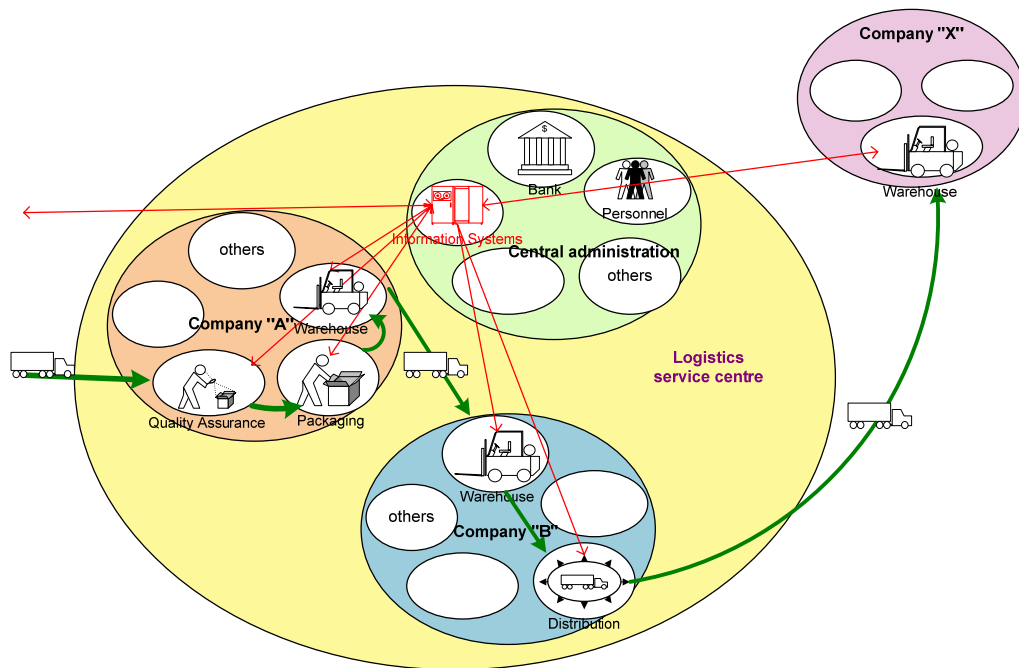 Company "X"
Warehouse
$
Bank
Personnel
Information Systems
Central administration
others
others
Company "A"
Warehouse
Quality Assurance
Packaging
Logistics
service centre
Warehouse
others
Company "B"
Distribution